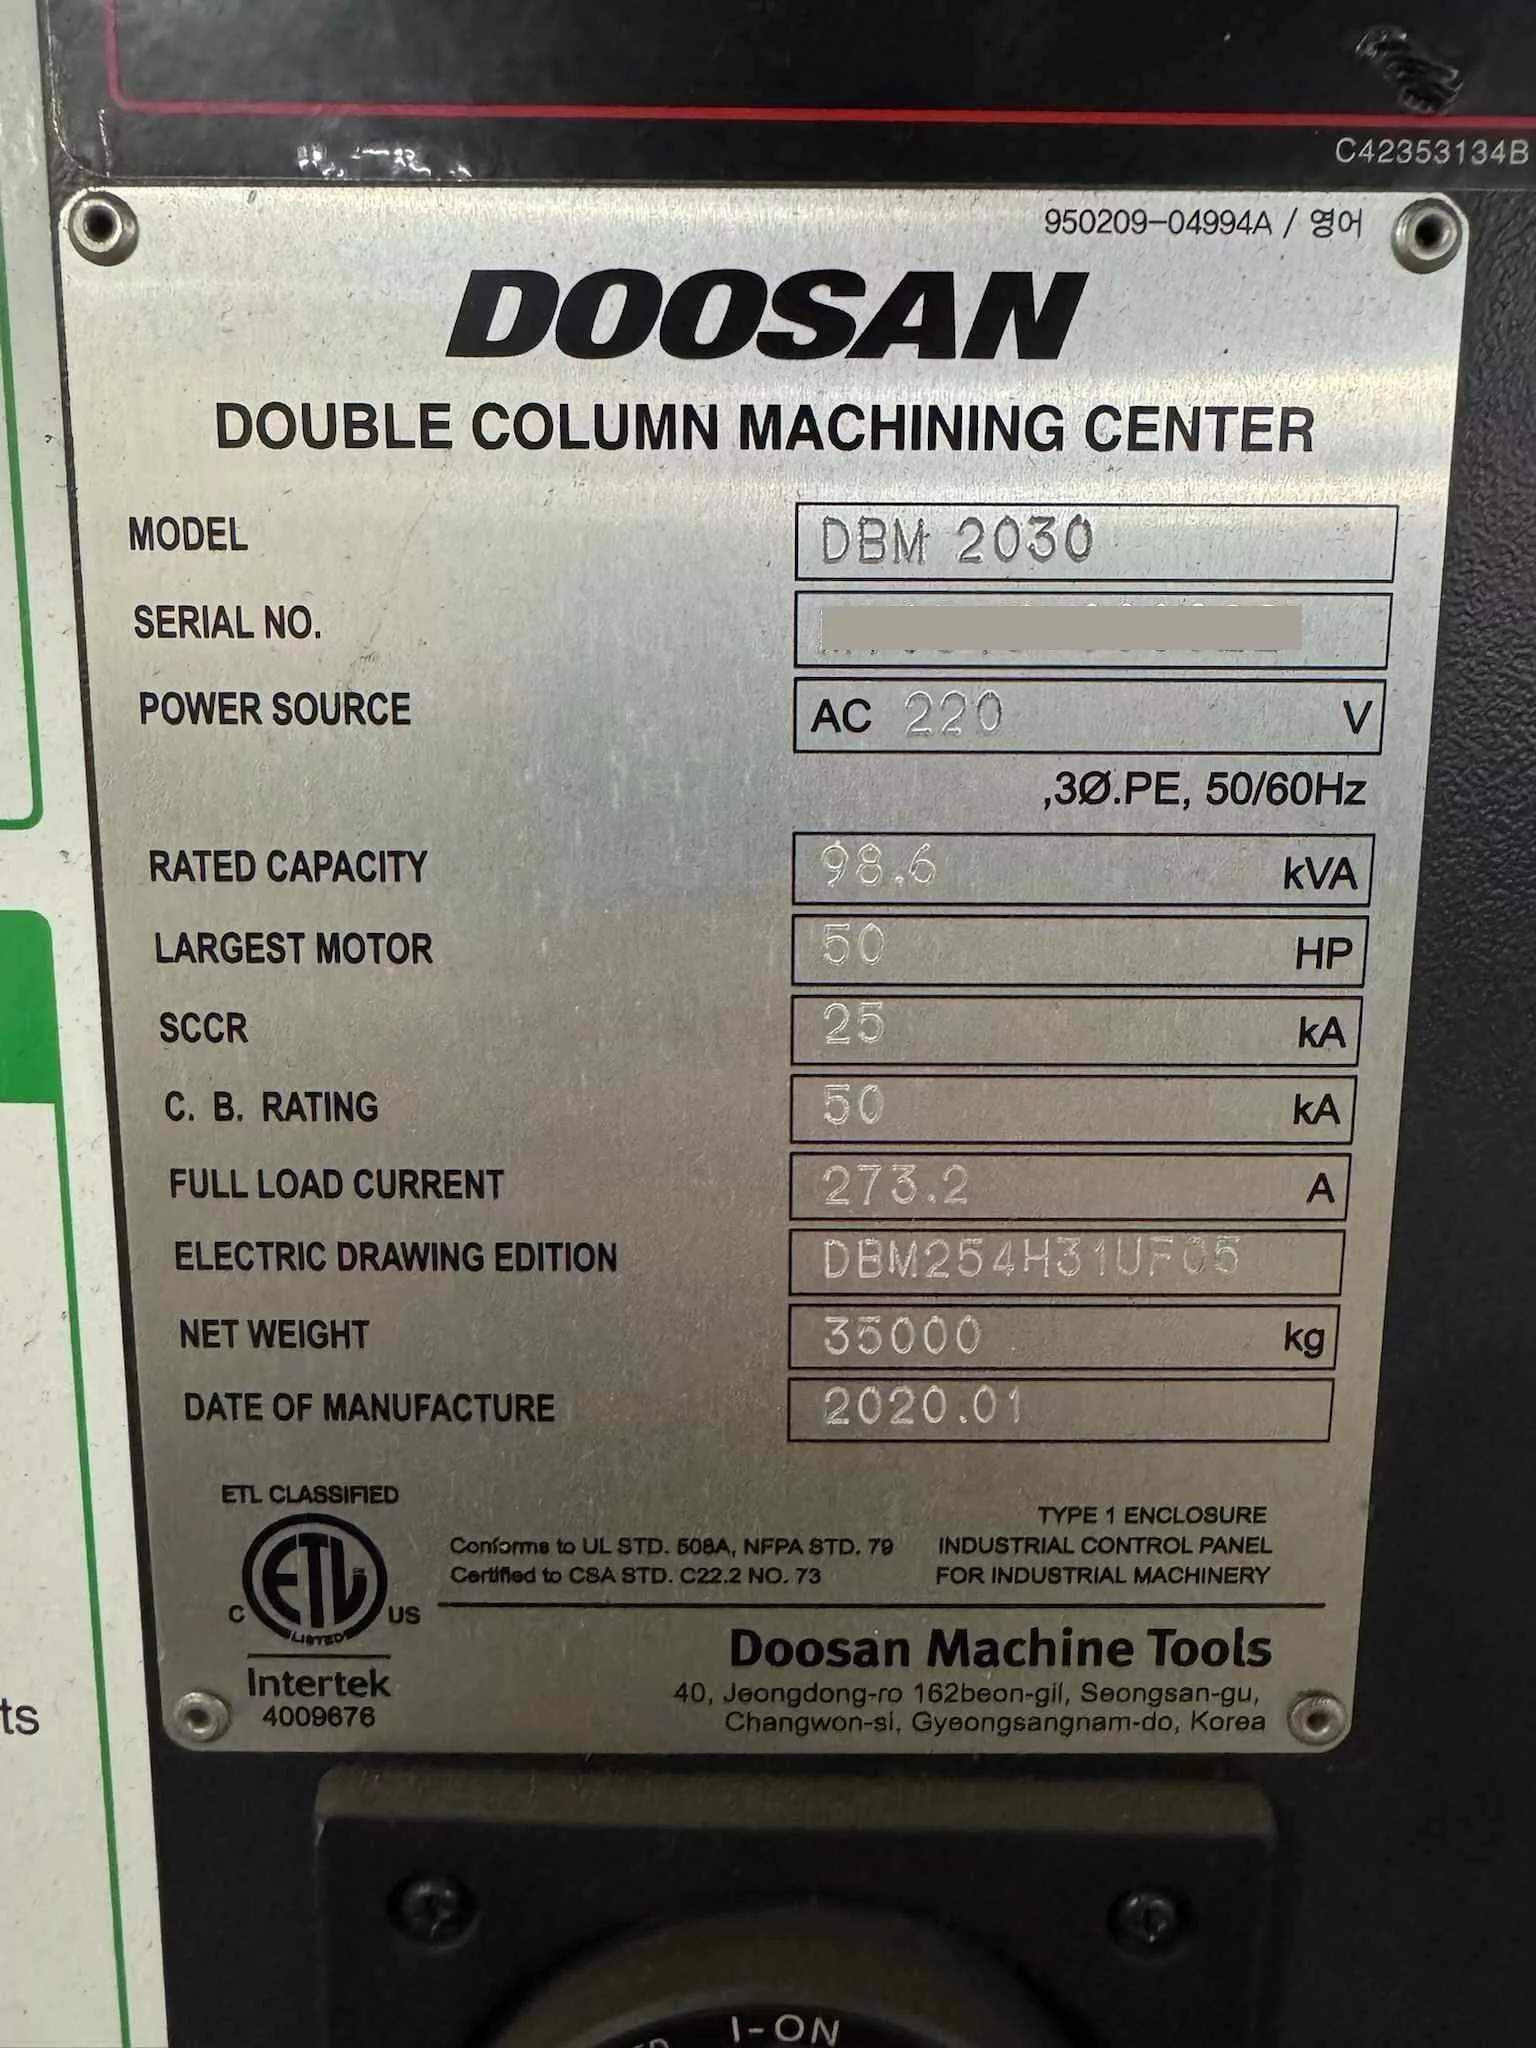 C42353134B
950209-04994A / 영어
DOOSAN
DOUBLE COLUMN MACHINING CENTER
MODEL DBM 2030
SERIAL NO.
POWER SOURCE AC 220 V
,3Ø.PE, 50/60Hz
RATED CAPACITY 98.6 kVA
LARGEST MOTOR 50 HP
SCCR 25 kA
C. B. RATING 50 kA
FULL LOAD CURRENT 273.2 A
ELECTRIC DRAWING EDITION DBM254H31UF05
NET WEIGHT 35000 kg
DATE OF MANUFACTURE 2020.01
ETL CLASSIFIED
ETL
LISTED
C US
Intertek
4009676
Conforms to UL STD. 508A, NFPA STD. 79
Certified to CSA STD. C22.2 NO. 73
TYPE 1 ENCLOSURE
INDUSTRIAL CONTROL PANEL
FOR INDUSTRIAL MACHINERY
Doosan Machine Tools
40, Jeongdong-ro 162beon-gil, Seongsan-gu,
Changwon-si, Gyeongsangnam-do, Korea
ts
I-ON